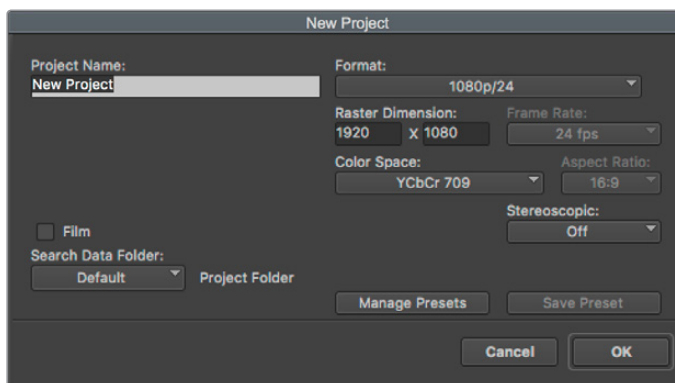 New Project
Project Name:
New Project
Format:
1080p/24
Raster Dimension:
1920 X 1080
Frame Rate:
24 fps
Color Space:
YCbCr 709
Aspect Ratio:
16:9
Stereoscopic:
Off
Film
Search Data Folder:
Default
Project Folder
Manage Presets
Save Preset
Cancel
OK